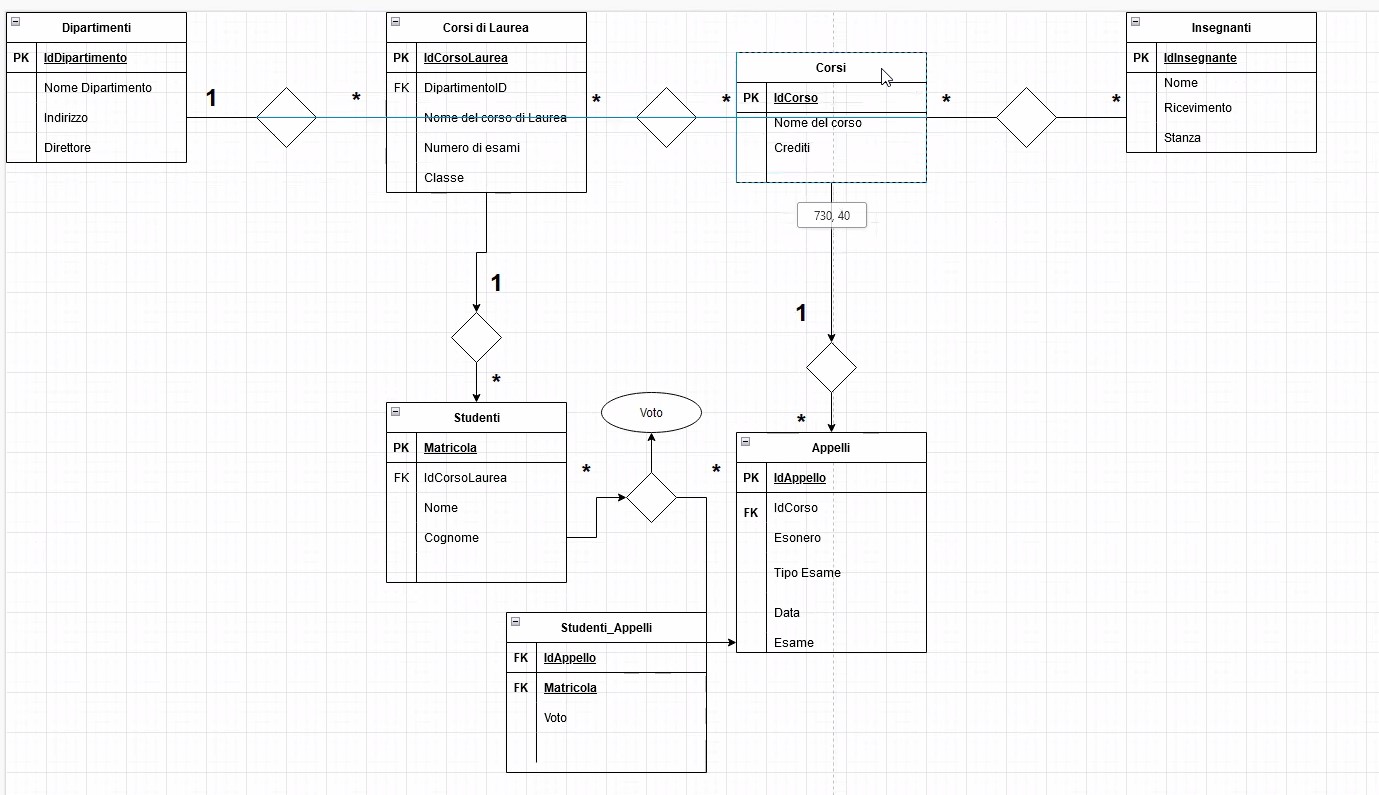 Dipartimenti
PK IdDipartimento
Nome Dipartimento
Indirizzo
Direttore
1
*
Corsi di Laurea
PK IdCorsoLaurea
FK DipartimentoID
Nome del corso di Laurea
Numero di esami
Classe
*
*
Corsi
PK IdCorso
Nome del corso
Crediti
730, 40
*
*
Insegnanti
PK IdInsegnante
Nome
Ricevimento
Stanza
1
*
1
*
Studenti
PK Matricola
FK IdCorsoLaurea
Nome
Cognome
*
Voto
*
Appelli
PK IdAppello
FK IdCorso
Esonero
Tipo Esame
Data
Esame
Studenti_Appelli
FK IdAppello
FK Matricola
Voto